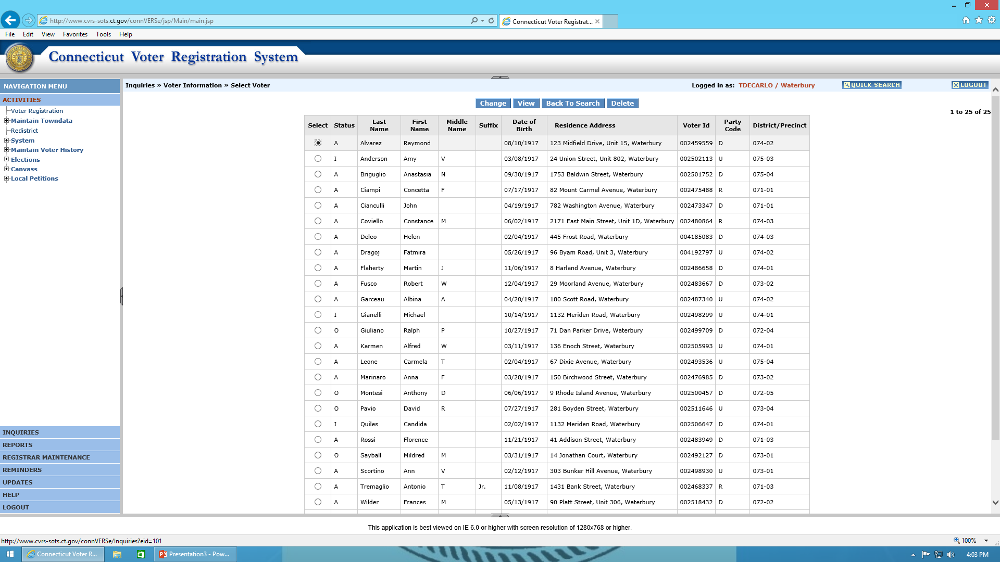 http://www.cvrs-sots.ct.gov/connVERSe/jsp/Main/main.jsp
Connecticut Voter Registrat...
File Edit View Favorites Tools Help
Connecticut Voter Registration System
NAVIGATION MENU
ACTIVITIES
Voter Registration
Maintain Towndata
Redistrict
System
Maintain Voter History
Elections
Canvass
Local Petitions
INQUIRIES
REPORTS
REGISTRAR MAINTENANCE
REMINDERS
UPDATES
HELP
LOGOUT
Inquiries » Voter Information » Select Voter
Logged in as: TDECARLO / Waterbury
QUICK SEARCH
LOGOUT
Change View Back To Search Delete
1 to 25 of 25
Select Status Last Name First Name Middle Name Suffix Date of Birth Residence Address Voter Id Party Code District/Precinct
A Alvarez Raymond 08/10/1917 123 Midfield Drive, Unit 15, Waterbury 002459559 D 074-02
I Anderson Amy V 03/08/1917 24 Union Street, Unit 802, Waterbury 002502113 U 075-03
A Briguglio Anastasia N 09/30/1917 1753 Baldwin Street, Waterbury 002501752 D 075-04
A Ciampi Concetta F 07/17/1917 82 Mount Carmel Avenue, Waterbury 002475488 R 071-01
A Cianculli John 04/19/1917 782 Washington Avenue, Waterbury 002473347 D 071-01
A Coviello Constance M 06/02/1917 2171 East Main Street, Unit 1D, Waterbury 002480864 R 074-03
A Deleo Helen 02/04/1917 445 Frost Road, Waterbury 004185083 D 074-03
A Dragoj Fatmira 05/26/1917 96 Byam Road, Unit 3, Waterbury 004192797 U 074-02
A Flaherty Martin J 11/06/1917 8 Harland Avenue, Waterbury 002486658 D 074-01
A Fusco Robert W 12/04/1917 29 Moorland Avenue, Waterbury 002483667 D 073-02
A Garceau Albina A 04/20/1917 180 Scott Road, Waterbury 002487340 U 074-02
I Gianelli Michael 10/14/1917 1132 Meriden Road, Waterbury 002498299 U 074-01
O Giuliano Ralph P 10/27/1917 71 Dan Parker Drive, Waterbury 002499709 D 072-04
A Karmen Alfred W 03/11/1917 136 Enoch Street, Waterbury 002505993 U 074-01
A Leone Carmela T 02/04/1917 67 Dixie Avenue, Waterbury 002493536 U 075-04
A Marinaro Anna F 03/28/1917 150 Birchwood Street, Waterbury 002476985 D 073-02
O Montesi Anthony D 06/06/1917 9 Rhode Island Avenue, Waterbury 002500457 D 072-05
O Pavio David R 07/27/1917 281 Boyden Street, Waterbury 002511646 U 073-04
I Quiles Candida 02/02/1917 1132 Meriden Road, Waterbury 002506647 D 074-01
A Rossi Florence 11/21/1917 41 Addison Street, Waterbury 002483949 D 071-03
O Sayball Mildred M 03/31/1917 14 Jonathan Court, Waterbury 002492127 D 073-01
A Scortino Ann V 02/12/1917 303 Bunker Hill Avenue, Waterbury 002498930 U 073-01
A Tremaglio Antonio T Jr. 11/08/1917 1431 Bank Street, Waterbury 002468337 R 071-03
A Wilder Frances M 05/13/1917 90 Platt Street, Unit 306, Waterbury 002518432 D 072-02
This application is best viewed on IE 6.0 or higher with screen resolution of 1280x768 or higher.
http://www.cvrs-sots.ct.gov/connVERSe/Inquiries?eid=101
100%
Connecticut Voter R...
Presentation3 - Pow...
4:03 PM